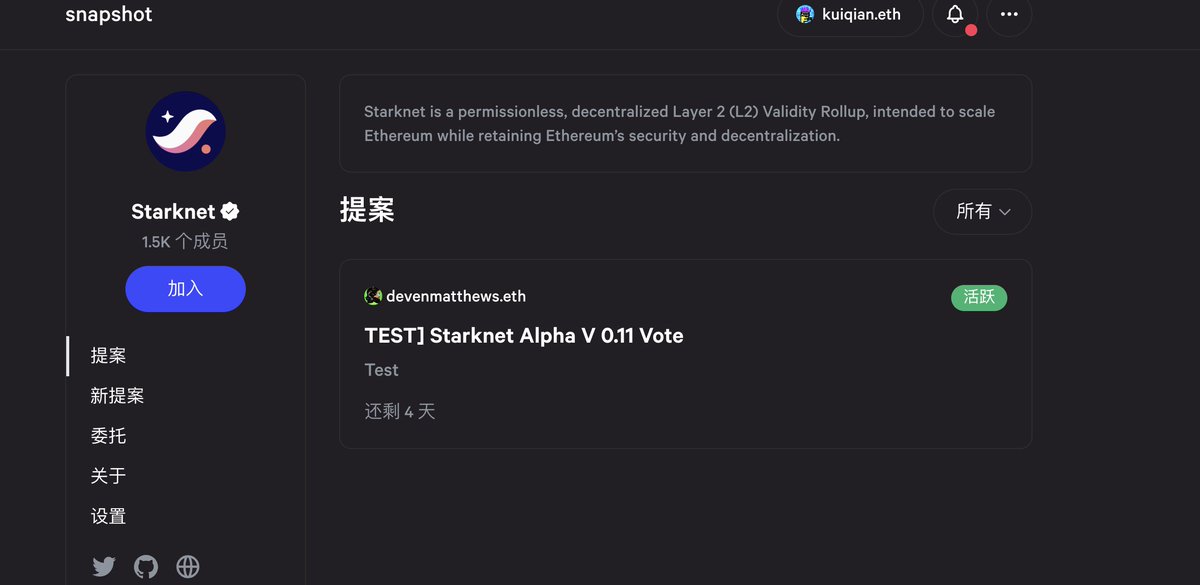 snapshot
kuiqian.eth
Starknet is a permissionless, decentralized Layer 2 (L2) Validity Rollup, intended to scale
Ethereum while retaining Ethereum’s security and decentralization.
Starknet
1.5K 个成员
加入
提案
新提案
委托
关于
设置
提案
所有
devenmatthews.eth
活跃
TEST] Starknet Alpha V 0.11 Vote
Test
还剩 4 天